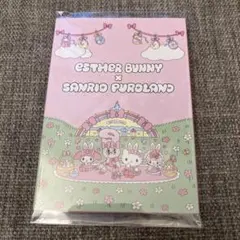 ESTHER BUNNY
×
SANRIO PUROLAND